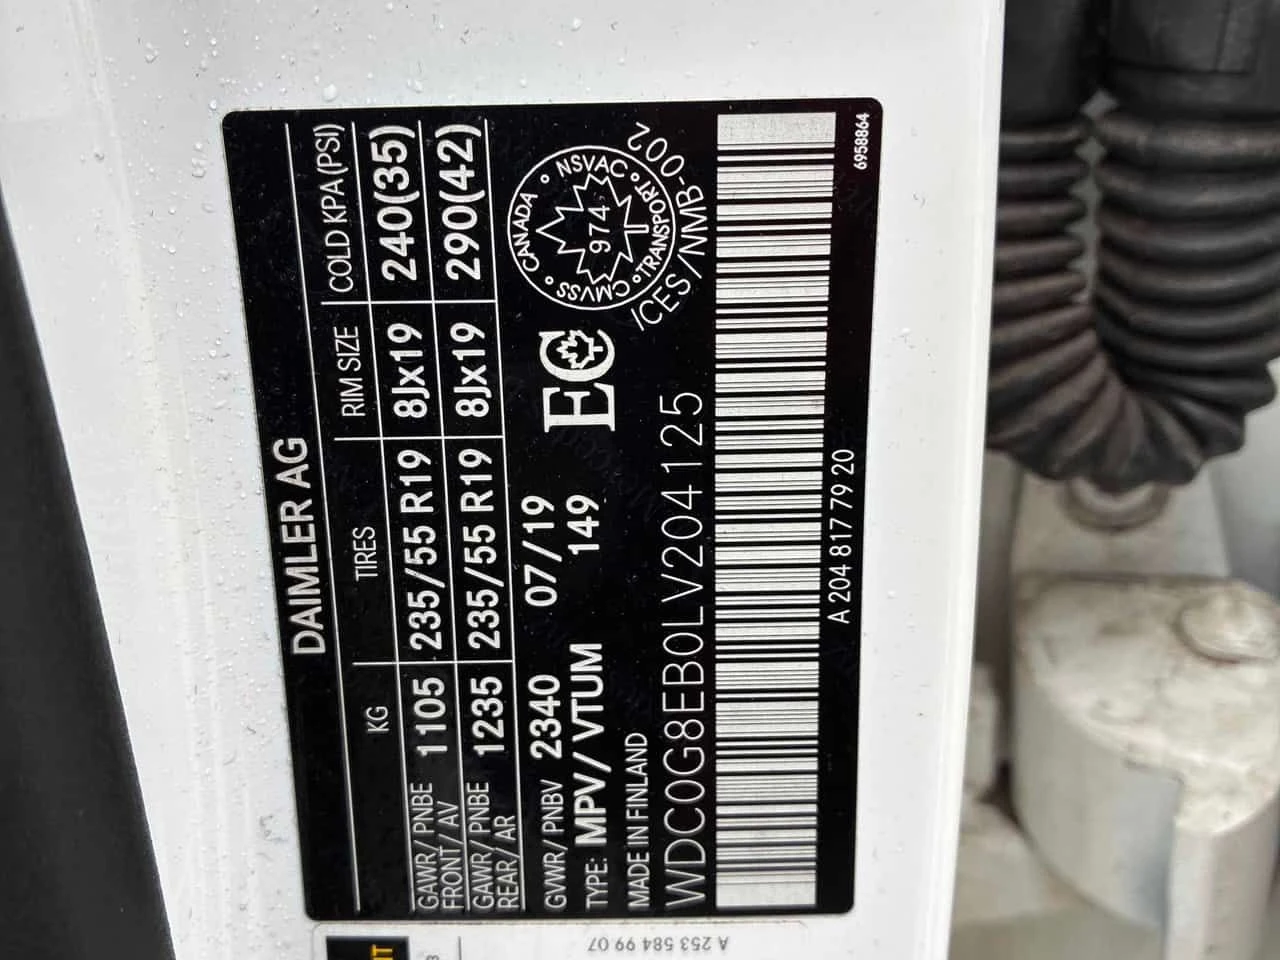 DAIMLER AG
KG TIRES RIM SIZE COLD KPA(PSI)
GAWR/PNBE
FRONT/AV 1105 235/55 R19 8Jx19 240(35)
GAWR/PNBE
REAR/AR 1235 235/55 R19 8Jx19 290(42)
GVWR/PNBV 2340 07/19
TYPE: MPV/VTUM 149
MADE IN FINLAND
EC
CANADA • NSVAC • TRANSPORT • CMVSS •
974
ICES/NMB-002
WDC0G8EB0LV204125
A 204 817 79 20
6958864
A 253 584 99 07